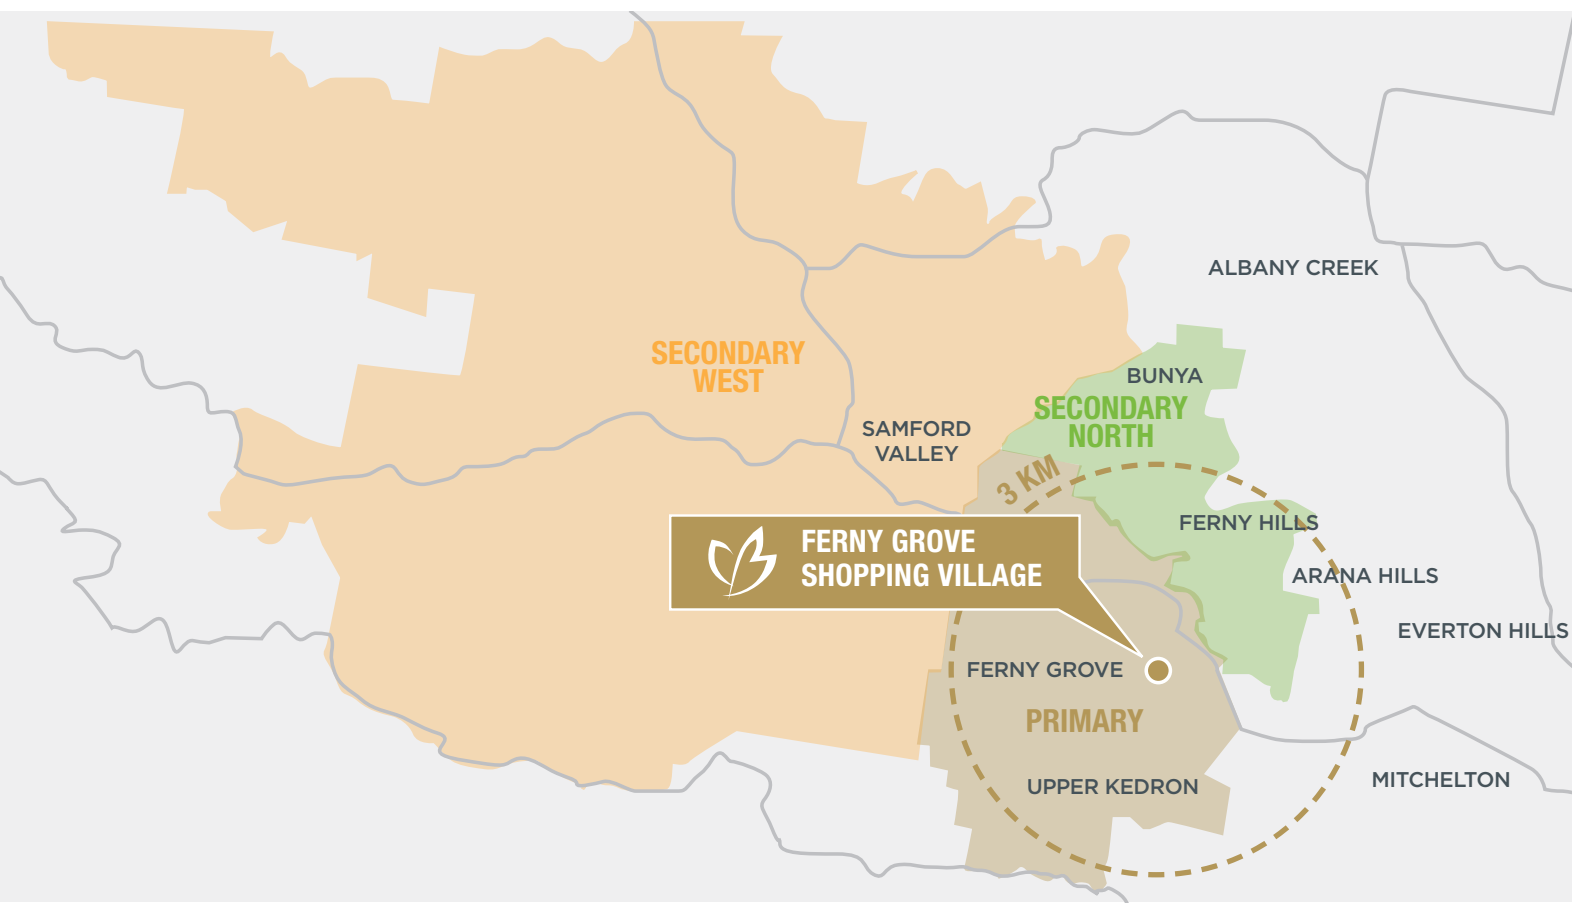 ALBANY CREEK
SECONDARY
WEST
BUNYA
SECONDARY
NORTH
SAMFORD
VALLEY
3 KM
FERNY HILLS
FERNY GROVE
SHOPPING VILLAGE
ARANA HILLS
EVERTON HILLS
FERNY GROVE
PRIMARY
UPPER KEDRON
MITCHELTON